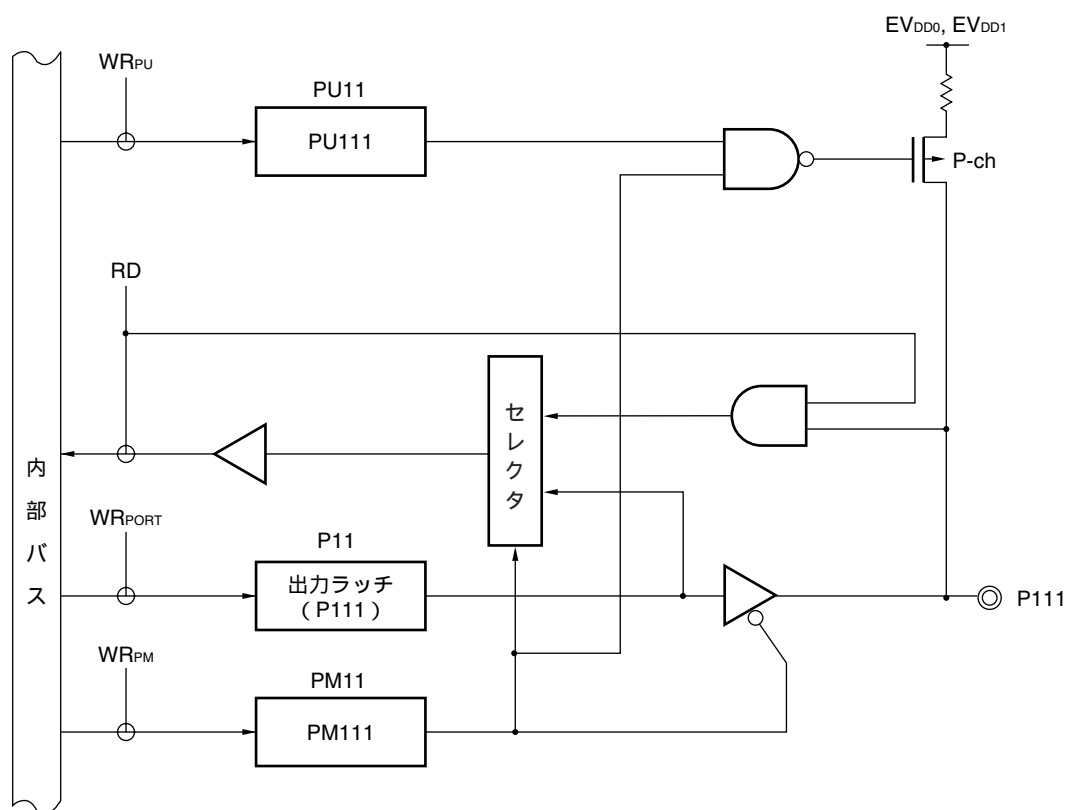 EVDD0, EVDD1
WRPU
PU11
PU111
P-ch
RD
セレクタ
内部バス
WRPORT
P11
出力ラッチ
(P111)
P111
WRPM
PM11
PM111